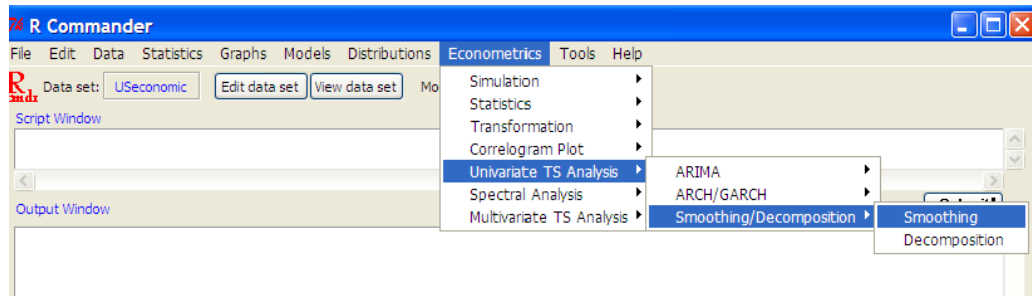 R Commander
File Edit Data Statistics Graphs Models Distributions Econometrics Tools Help
R Data set: USeconomic Edit data set View data set Mo
Simulation
Statistics
Transformation
Correlogram Plot
Univariate TS Analysis
Spectral Analysis
Multivariate TS Analysis
ARIMA
ARCH/GARCH
Smoothing/Decomposition
Smoothing
Decomposition
Script Window
Output Window